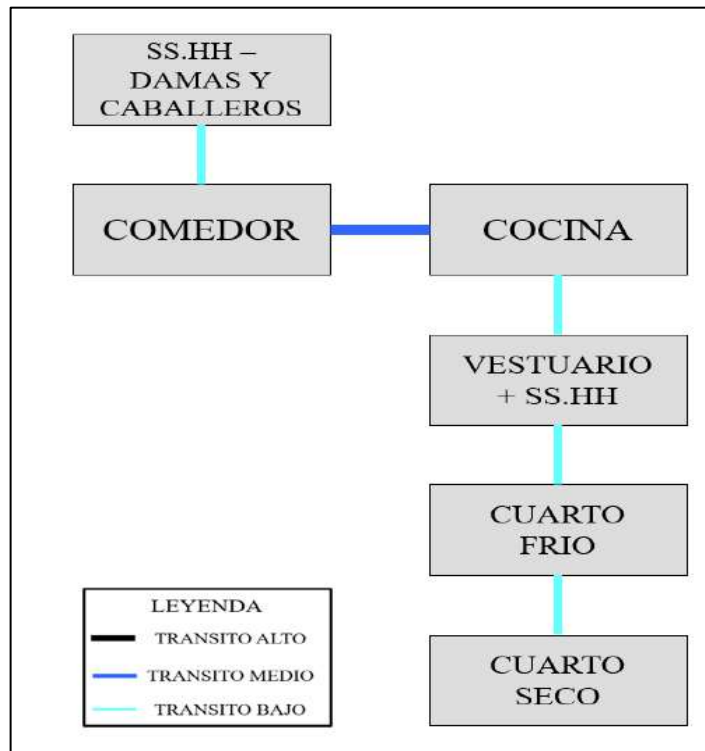 SS.HH –
DAMAS Y
CABALLEROS
COMEDOR
COCINA
VESTUARIO
+ SS.HH
CUARTO
FRIO
CUARTO
SECO
LEYENDA
TRANSITO ALTO
TRANSITO MEDIO
TRANSITO BAJO